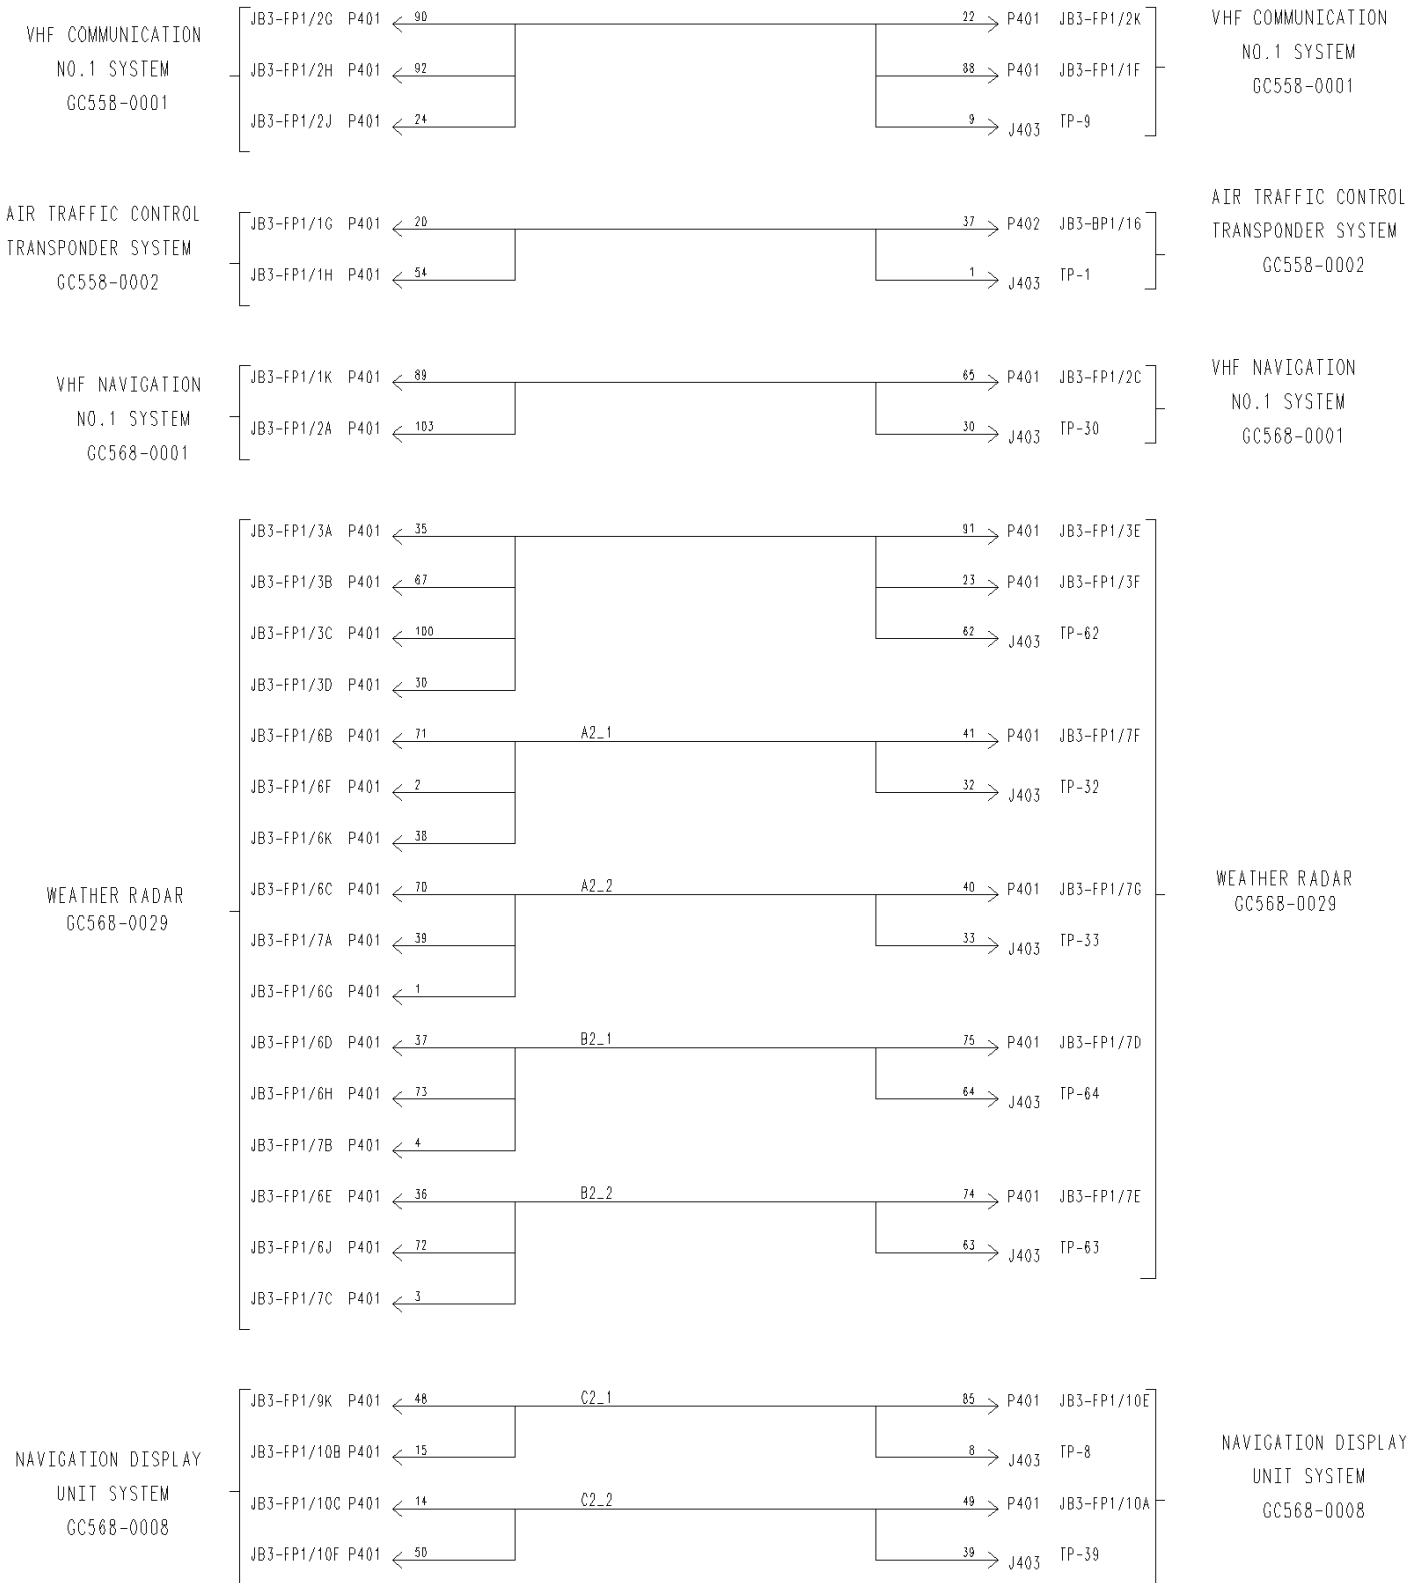 VHF COMMUNICATION
NO.1 SYSTEM
GC558-0001
JB3-FP1/2G P401 90 22 P401 JB3-FP1/2K
JB3-FP1/2H P401 92 88 P401 JB3-FP1/1F
JB3-FP1/2J P401 24 9 J403 TP-9
VHF COMMUNICATION
NO.1 SYSTEM
GC558-0001
AIR TRAFFIC CONTROL
TRANSPONDER SYSTEM
GC558-0002
JB3-FP1/1G P401 20 37 P402 JB3-BP1/16
JB3-FP1/1H P401 54 1 J403 TP-1
AIR TRAFFIC CONTROL
TRANSPONDER SYSTEM
GC558-0002
VHF NAVIGATION
NO.1 SYSTEM
GC568-0001
JB3-FP1/1K P401 89 65 P401 JB3-FP1/2C
JB3-FP1/2A P401 103 30 J403 TP-30
VHF NAVIGATION
NO.1 SYSTEM
GC568-0001
WEATHER RADAR
GC568-0029
JB3-FP1/3A P401 35 91 P401 JB3-FP1/3E
JB3-FP1/3B P401 67 23 P401 JB3-FP1/3F
JB3-FP1/3C P401 100 62 J403 TP-62
JB3-FP1/3D P401 30
JB3-FP1/6B P401 71 A2_1 41 P401 JB3-FP1/7F
JB3-FP1/6F P401 2 32 J403 TP-32
JB3-FP1/6K P401 38
JB3-FP1/6C P401 70 A2_2 40 P401 JB3-FP1/7G
JB3-FP1/7A P401 39 33 J403 TP-33
JB3-FP1/6G P401 1
JB3-FP1/6D P401 37 B2_1 75 P401 JB3-FP1/7D
JB3-FP1/6H P401 73 64 J403 TP-64
JB3-FP1/7B P401 4
JB3-FP1/6E P401 36 B2_2 74 P401 JB3-FP1/7E
JB3-FP1/6J P401 72 63 J403 TP-63
JB3-FP1/7C P401 3
WEATHER RADAR
GC568-0029
NAVIGATION DISPLAY
UNIT SYSTEM
GC568-0008
JB3-FP1/9K P401 48 C2_1 85 P401 JB3-FP1/10E
JB3-FP1/10B P401 15 8 J403 TP-8
JB3-FP1/10C P401 14 C2_2 49 P401 JB3-FP1/10A
JB3-FP1/10F P401 50 39 J403 TP-39
NAVIGATION DISPLAY
UNIT SYSTEM
GC568-0008